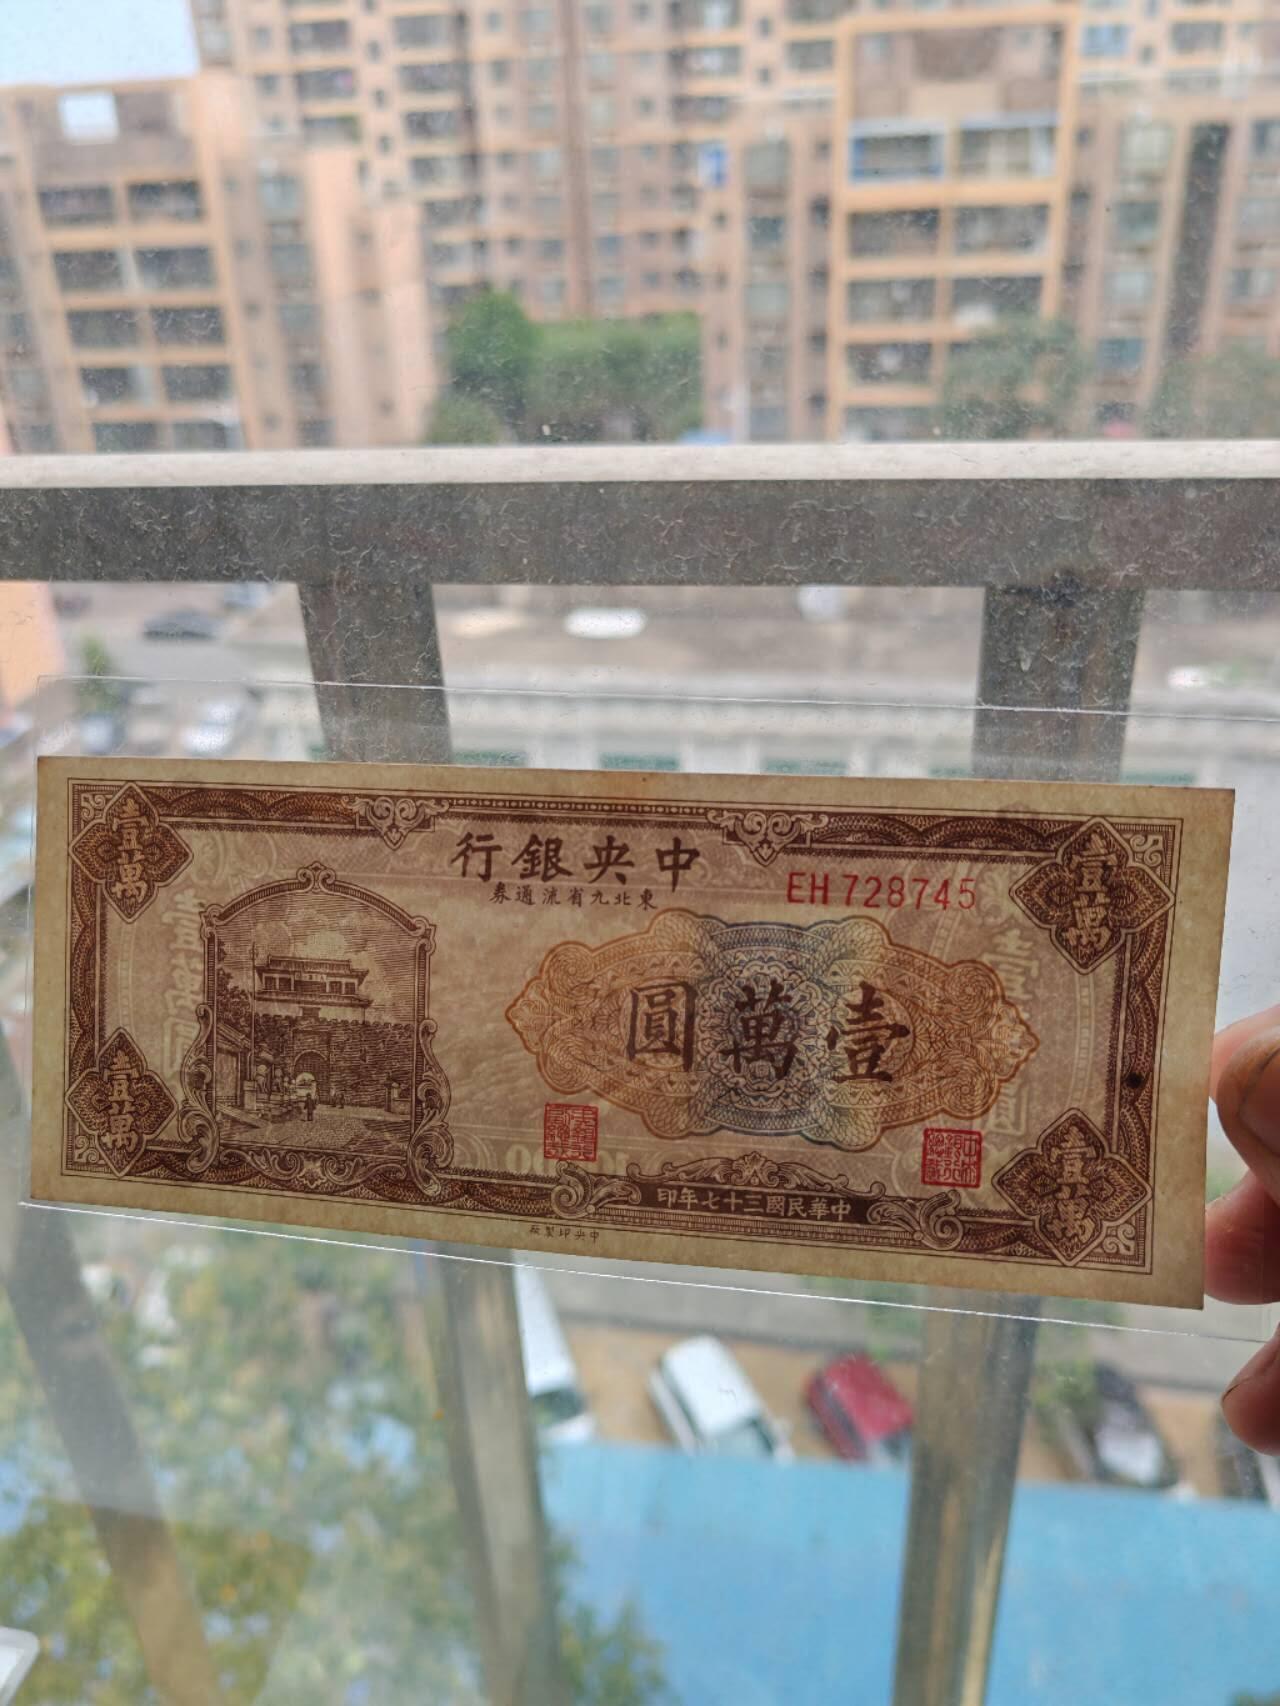 中央銀行
東北九省流通券
EH 728745
壹萬
壹萬
壹萬圓
壹萬
壹萬
中華民國三十七年印
中央印製廠